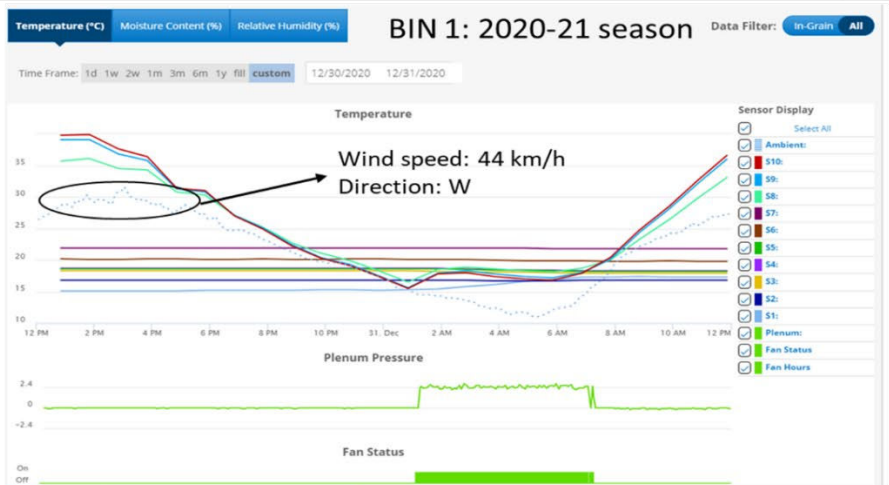 Temperature (°C) Moisture Content (%) Relative Humidity (%) BIN 1: 2020-21 season Data Filter: In-Grain All
Time Frame: 1d 1w 2w 1m 3m 6m 1y fill custom 12/30/2020 12/31/2020
Temperature
Sensor Display
Select All
Ambient:
S10:
S9:
S8:
S7:
S6:
S5:
S4:
S3:
S2:
S1:
Plenum:
Fan Status
Fan Hours
Wind speed: 44 km/h
Direction: W
35
30
25
20
15
10
12 PM 2 PM 4 PM 6 PM 8 PM 10 PM 31. Dec 2 AM 4 AM 6 AM 8 AM 10 AM 12 PM
Plenum Pressure
2.4
0
-2.4
Fan Status
On
Off